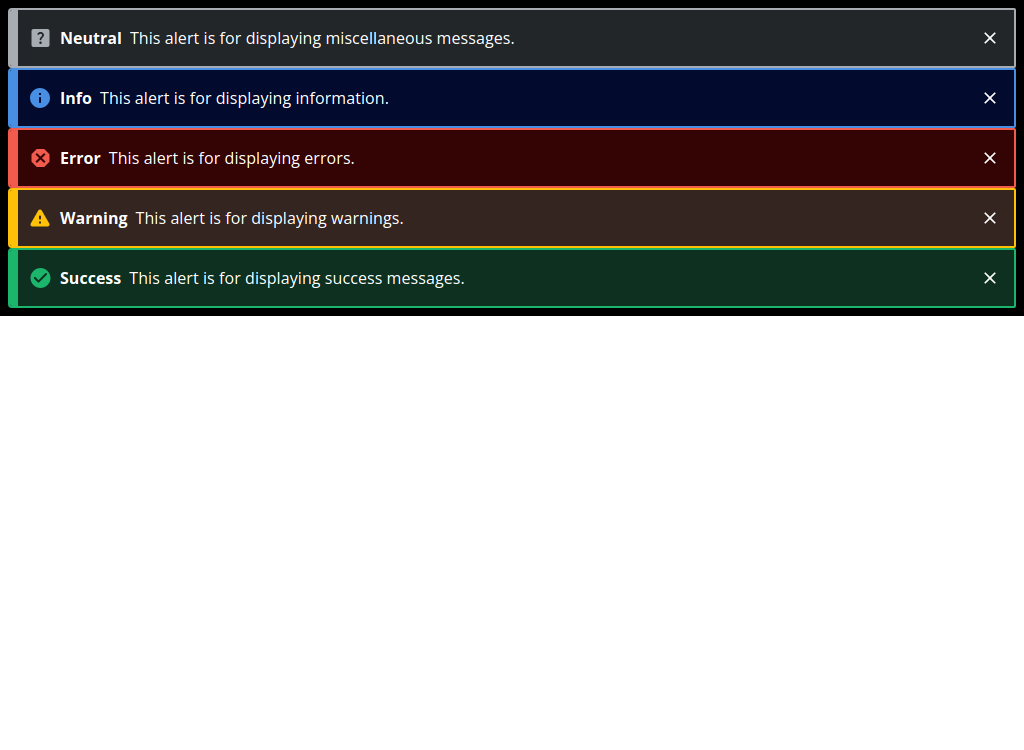 Neutral This alert is for displaying miscellaneous messages.
Info This alert is for displaying information.
Error This alert is for displaying errors.
Warning This alert is for displaying warnings.
Success This alert is for displaying success messages.